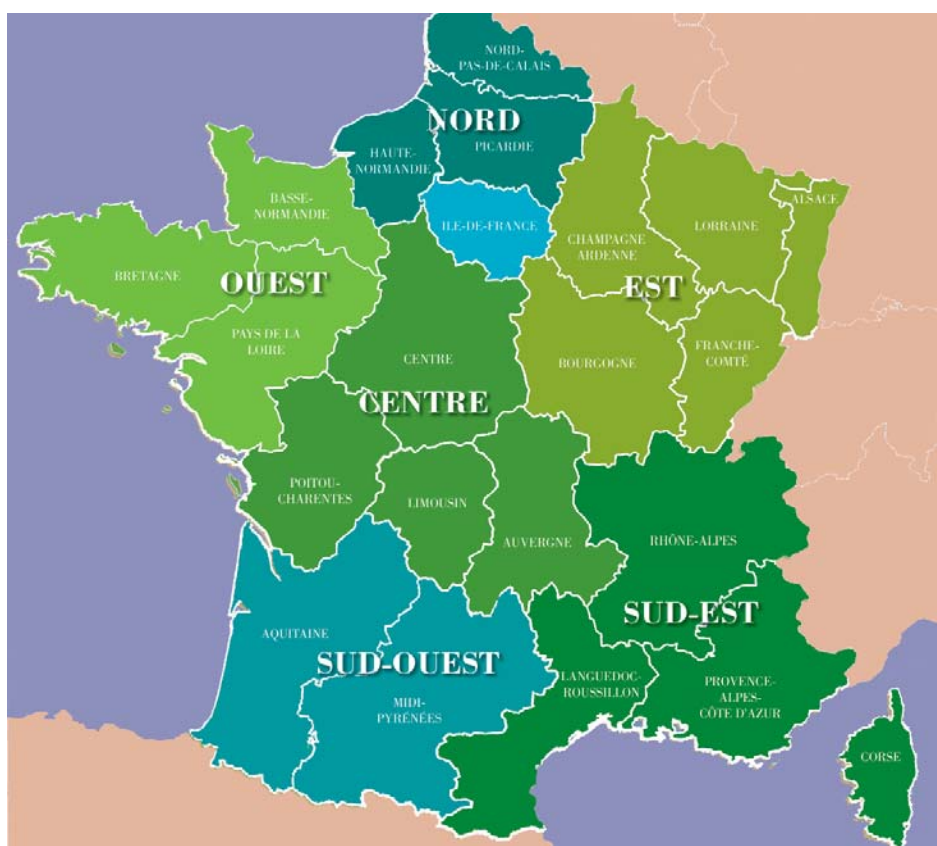 NORD-
PAS-DE-CALAIS
NORD
PICARDIE
HAUTE-
NORMANDIE
BASSE-
NORMANDIE
ILE-DE-FRANCE
CHAMPAGNE
ARDENNE
LORRAINE
ALSACE
BRETAGNE
OUEST
EST
PAYS DE LA
LOIRE
CENTRE
BOURGOGNE
FRANCHE-
COMTÉ
CENTRE
POITOU-
CHARENTES
LIMOUSIN
AUVERGNE
RHÔNE-ALPES
SUD-EST
AQUITAINE
SUD-OUEST
MIDI-
PYRÉNÉES
LANGUEDOC-
ROUSSILLON
PROVENCE-
ALPES-
CÔTE D'AZUR
CORSE